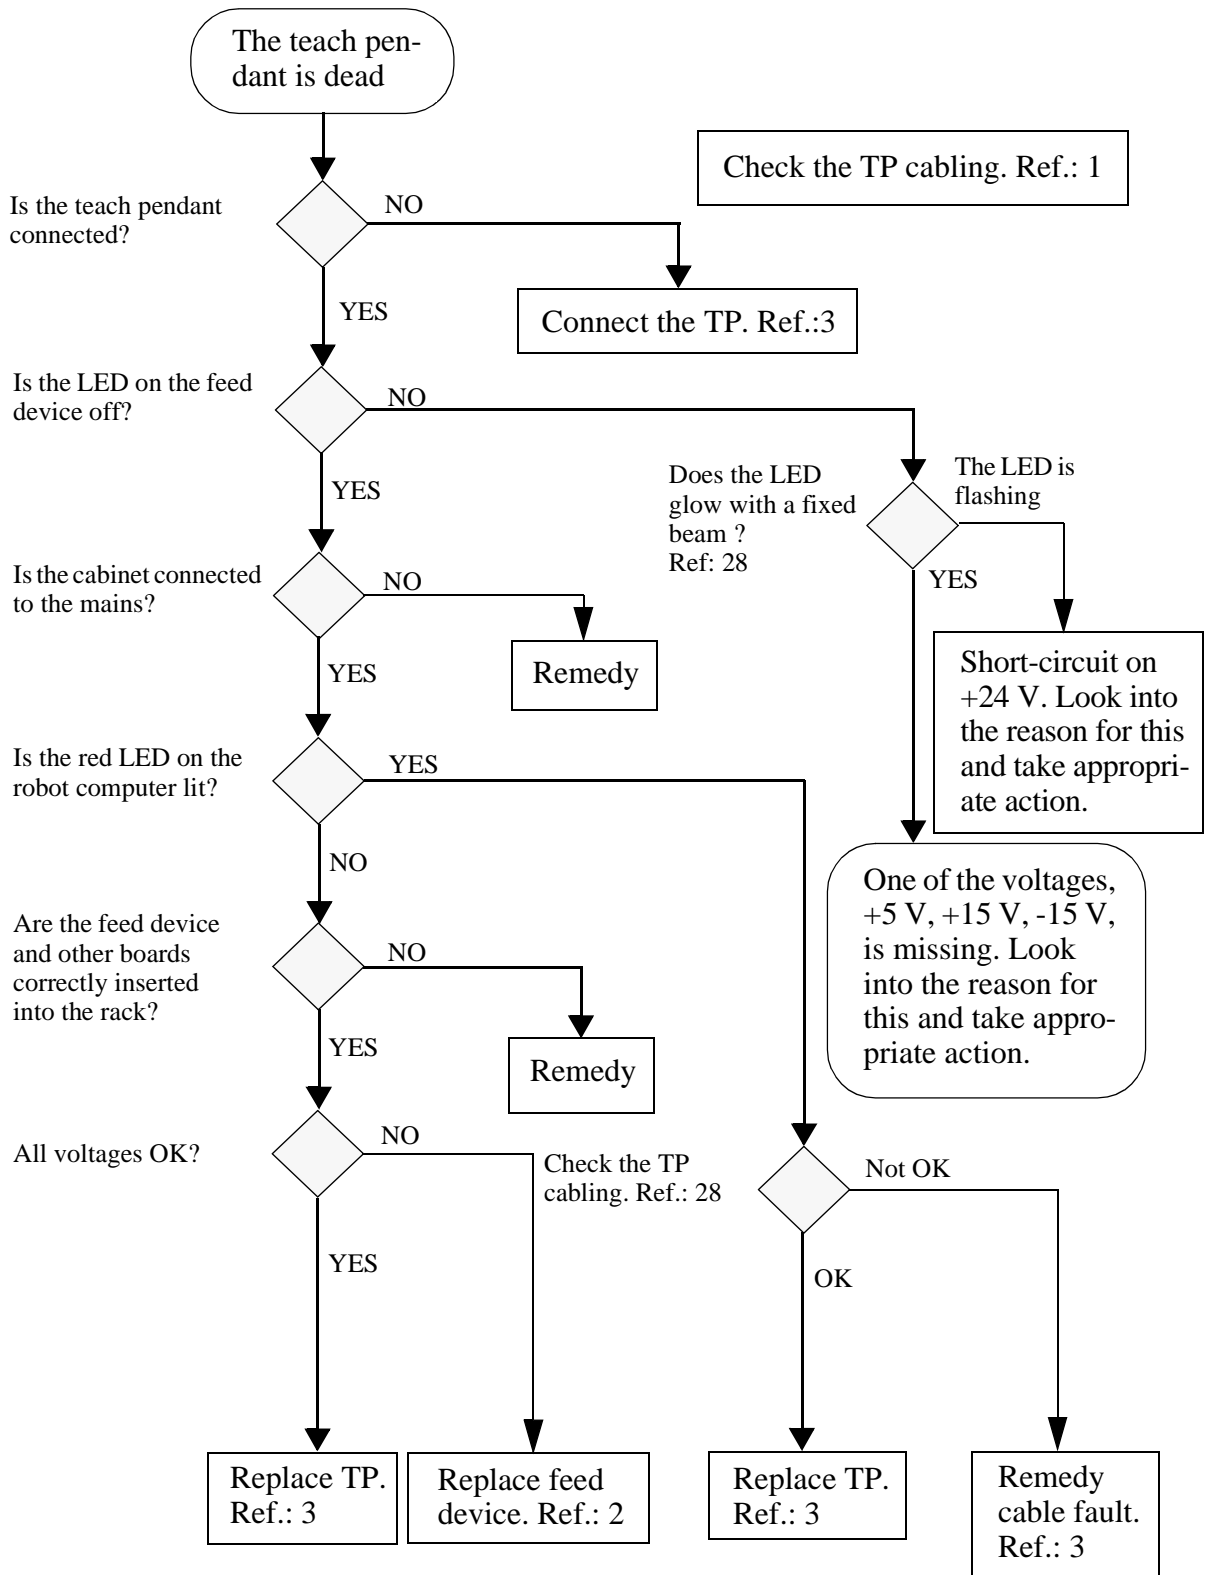 The teach pen-
dant is dead
Check the TP cabling. Ref.: 1
Is the teach pendant
connected?
NO
YES
Connect the TP. Ref.:3
Is the LED on the feed
device off?
NO
YES
Does the LED
glow with a fixed
beam ?
Ref: 28
The LED is
flashing
YES
Is the cabinet connected
to the mains?
NO
YES
Remedy
Short-circuit on
+24 V. Look into
the reason for this
and take appropri-
ate action.
Is the red LED on the
robot computer lit?
YES
NO
One of the voltages,
+5 V, +15 V, -15 V,
is missing. Look
into the reason for
this and take appro-
priate action.
Are the feed device
and other boards
correctly inserted
into the rack?
NO
YES
Remedy
All voltages OK?
NO
YES
Check the TP
cabling. Ref.: 28
Not OK
OK
Replace TP.
Ref.: 3
Replace feed
device. Ref.: 2
Replace TP.
Ref.: 3
Remedy
cable fault.
Ref.: 3